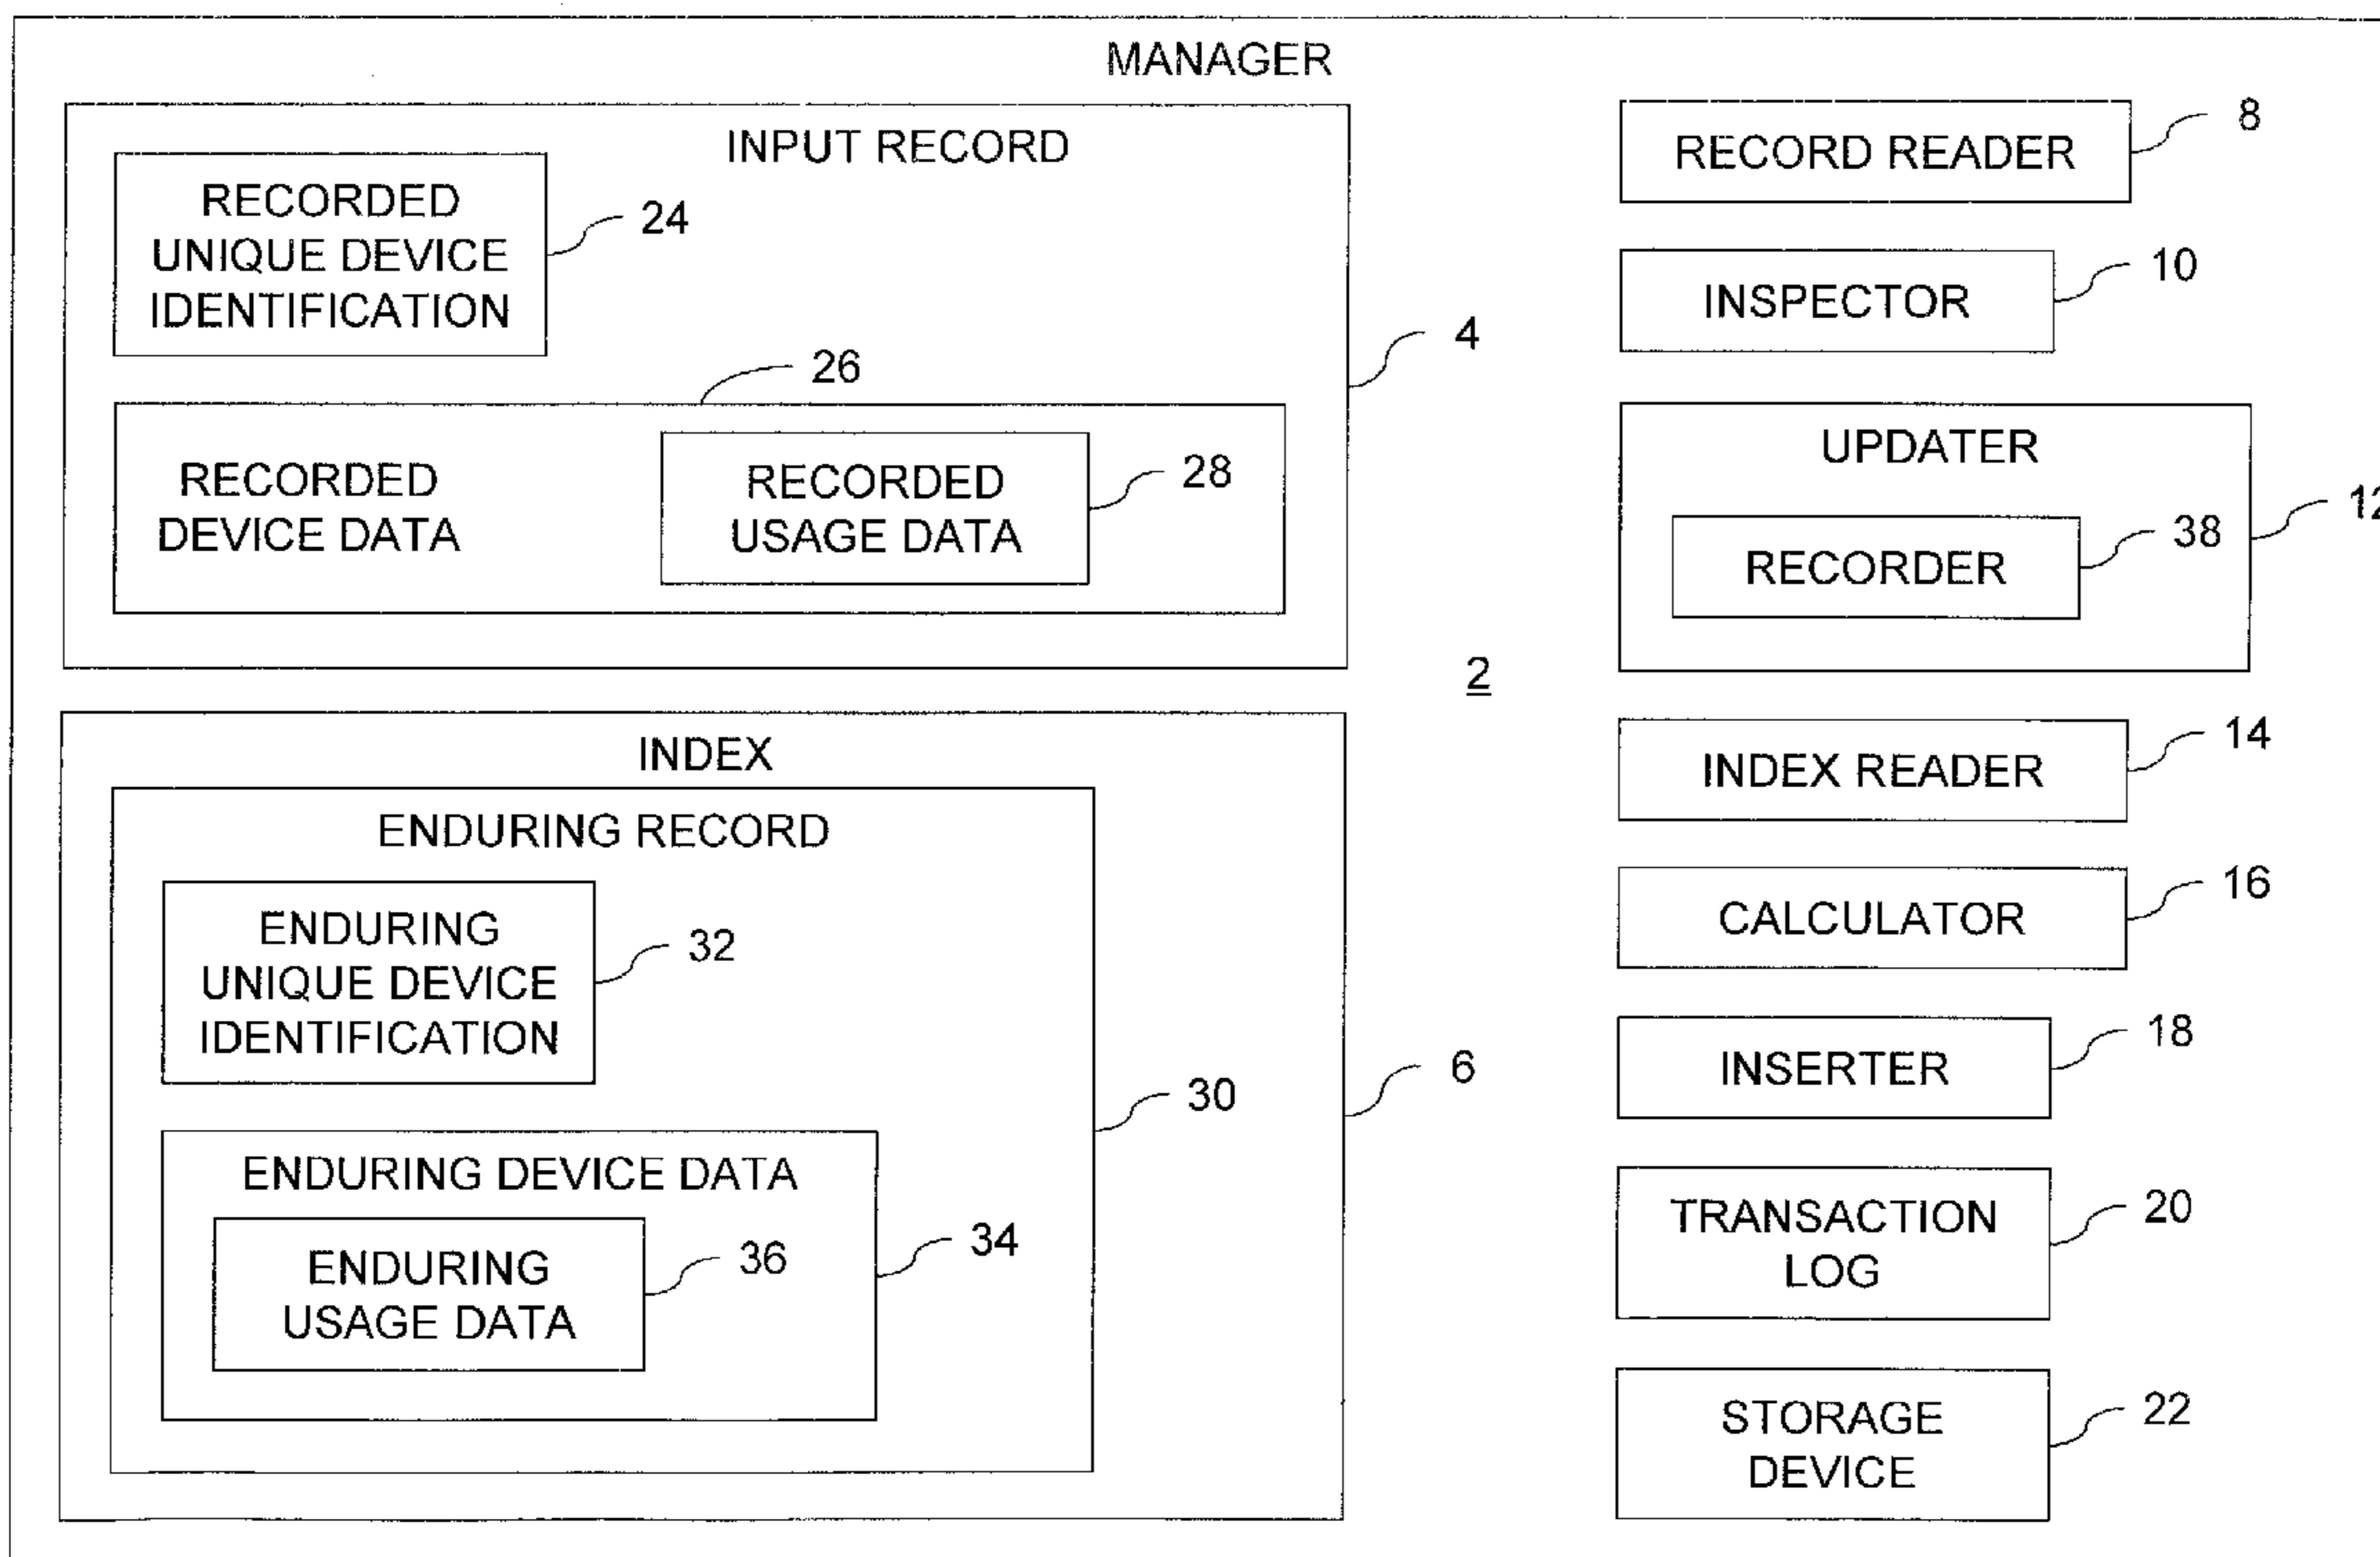 MANAGER
INPUT RECORD
RECORDED
UNIQUE DEVICE
IDENTIFICATION
24
26
RECORDED
DEVICE DATA
RECORDED
USAGE DATA
28
4
2
INDEX
ENDURING RECORD
ENDURING
UNIQUE DEVICE
IDENTIFICATION
32
ENDURING DEVICE DATA
ENDURING
USAGE DATA
36
34
30
6
RECORD READER
8
INSPECTOR
10
UPDATER
RECORDER
38
12
INDEX READER
14
CALCULATOR
16
INSERTER
18
TRANSACTION
LOG
20
STORAGE
DEVICE
22